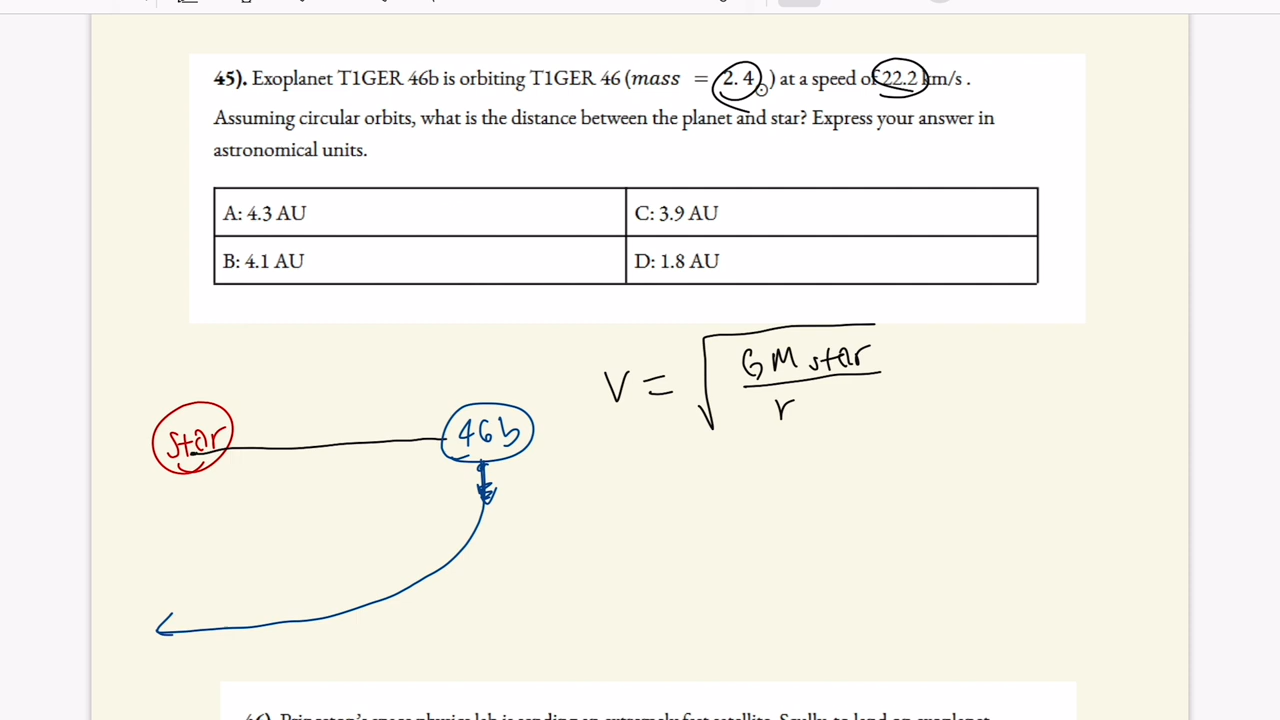 45). Exoplanet T1GER 46b is orbiting T1GER 46 (mass = 2.4 ) at a speed of 22.2 km/s .
Assuming circular orbits, what is the distance between the planet and star? Express your answer in
astronomical units.
A: 4.3 AU
C: 3.9 AU
B: 4.1 AU
D: 1.8 AU
V = √ GM star
r
star
46b